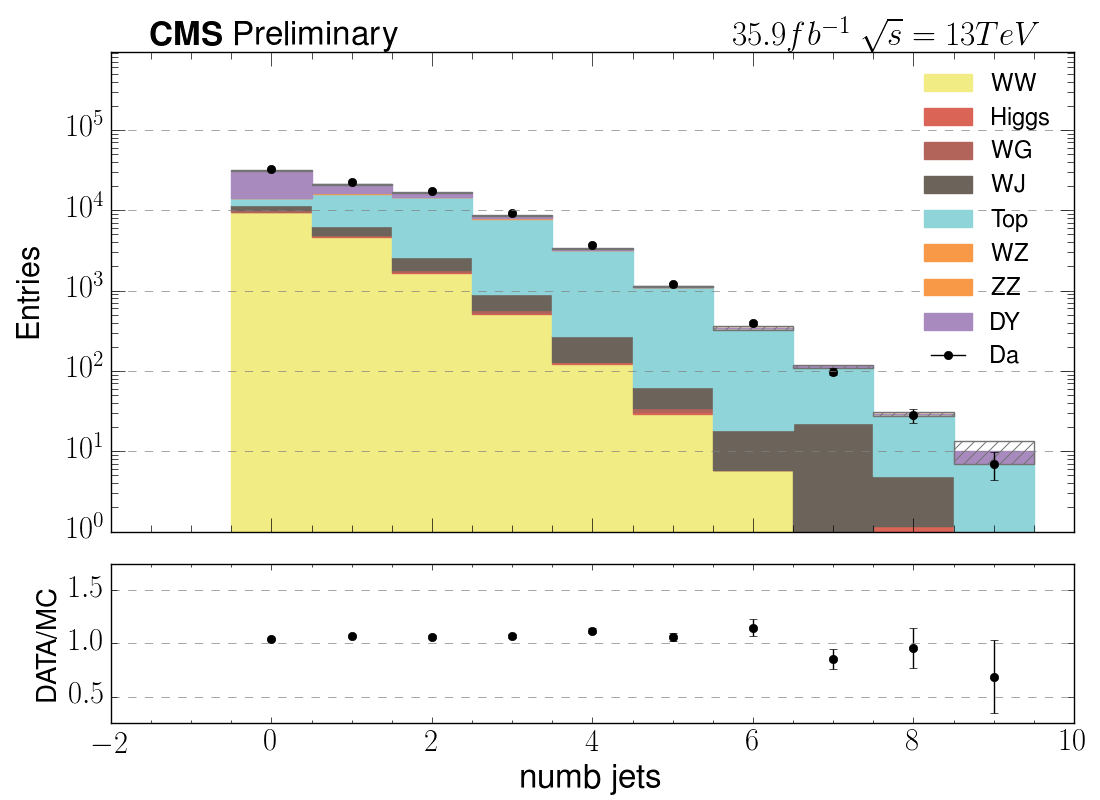 CMS Preliminary 35.9fb⁻¹ √s = 13TeV
WW
Higgs
WG
WJ
Top
WZ
ZZ
DY
Da
10⁵
10⁴
10³
10²
10¹
10⁰
Entries
1.5
1.0
0.5
DATA/MC
−2 0 2 4 6 8 10
numb jets